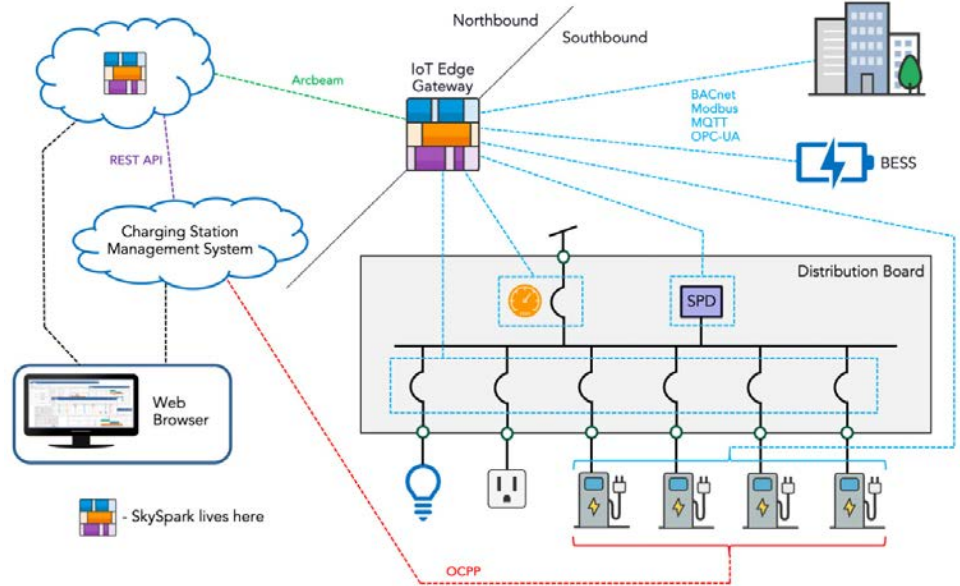 Northbound
Southbound
IoT Edge
Gateway
Arcbeam
BACnet
Modbus
MQTT
OPC-UA
REST API
BESS
Charging Station
Management System
Distribution Board
SPD
Web
Browser
- SkySpark lives here
OCPP